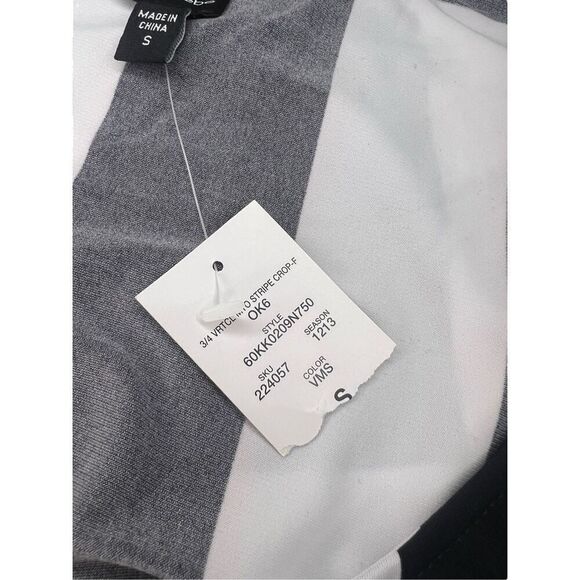 MADE IN
CHINA
S
3/4 VRTCL STRIPE CROP-F
OK6
STYLE
60KK0209N750
SKU
224057
SEASON
1213
COLOR
VMS
S